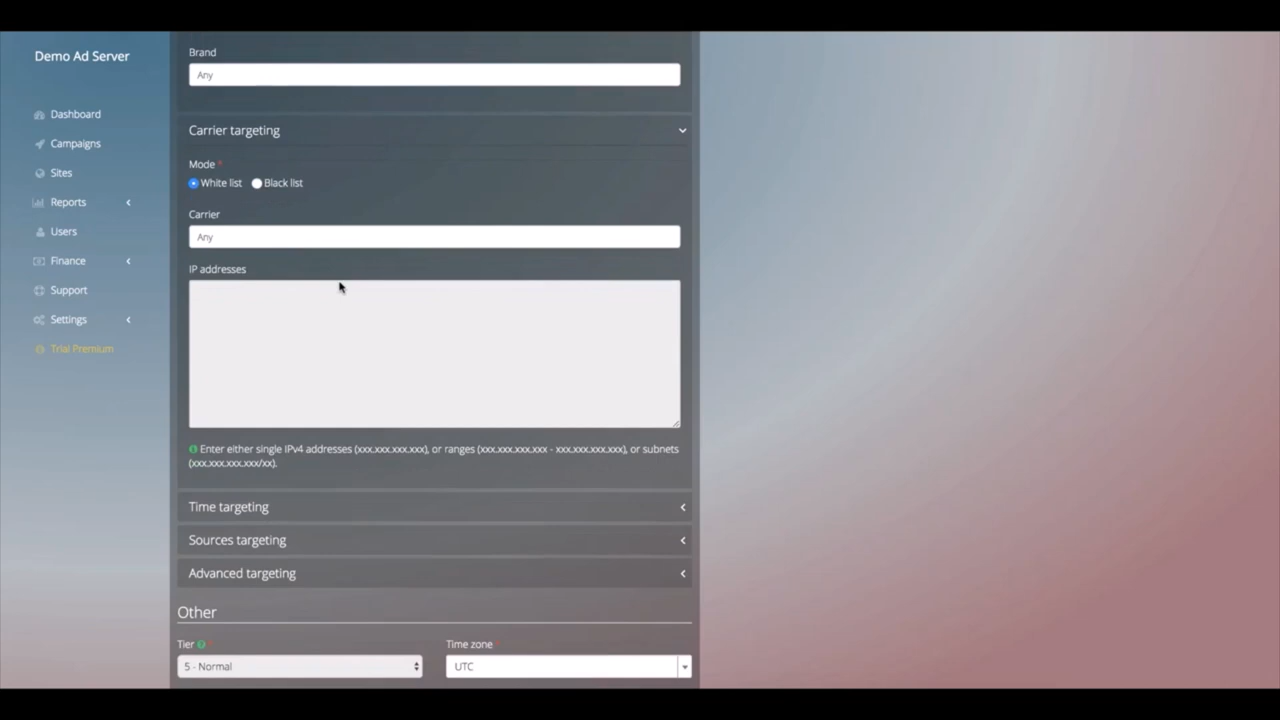 Demo Ad Server
Dashboard
Campaigns
Sites
Reports
Users
Finance
Support
Settings
Trial Premium
Brand
Any
Carrier targeting
Mode *
White list Black list
Carrier
Any
IP addresses
Enter either single IPv4 addresses (xxx.xxx.xxx.xxx), or ranges (xxx.xxx.xxx.xxx - xxx.xxx.xxx.xxx), or subnets
(xxx.xxx.xxx.xxx/xx).
Time targeting
Sources targeting
Advanced targeting
Other
Tier * Time zone *
5 - Normal UTC